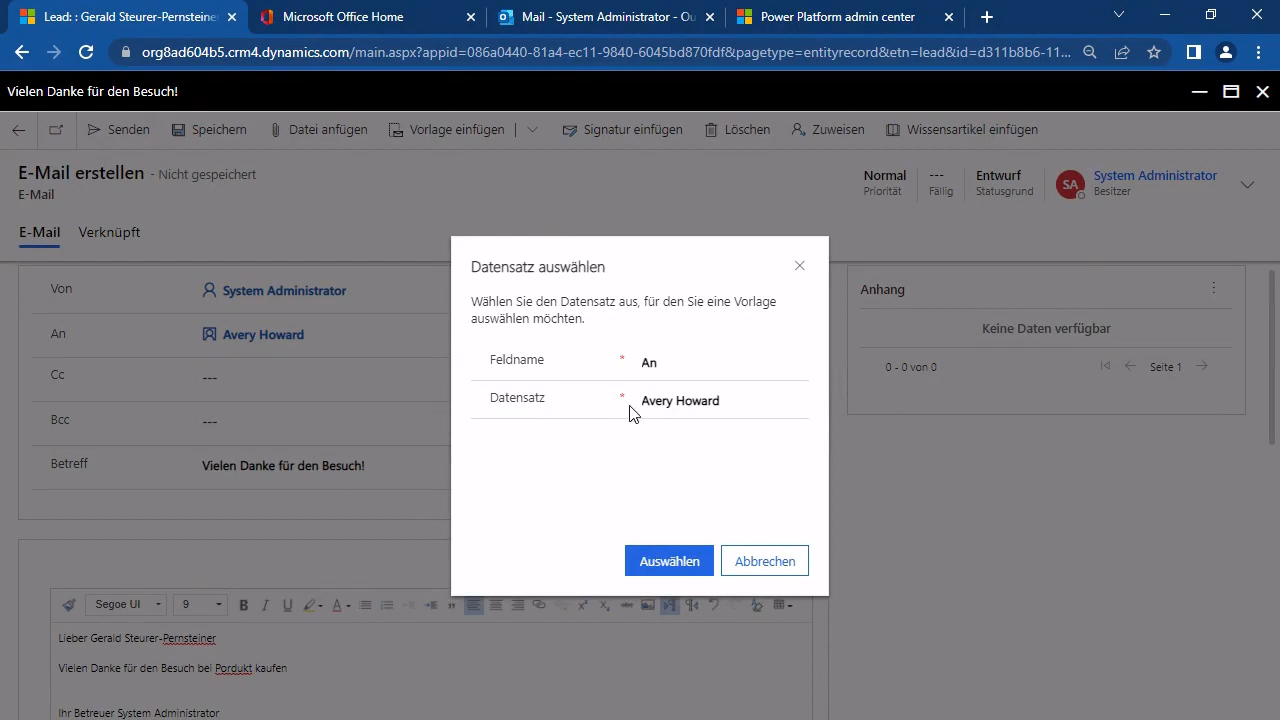 Lead: : Gerald Steurer-Pernsteine
Microsoft Office Home
Mail - System Administrator - Ou
Power Platform admin center
org8ad604b5.crm4.dynamics.com/main.aspx?appid=086a0440-81a4-ec11-9840-6045bd870fdf&pagetype=entityrecord&etn=lead&id=d311b8b6-11...
Vielen Danke für den Besuch!
Senden
Speichern
Datei anfügen
Vorlage einfügen
Signatur einfügen
Löschen
Zuweisen
Wissensartikel einfügen
E-Mail erstellen - Nicht gespeichert
E-Mail
Normal
Priorität
---
Fällig
Entwurf
Statusgrund
SA
System Administrator
Besitzer
E-Mail
Verknüpft
Von
System Administrator
An
Avery Howard
Cc
---
Bcc
---
Betreff
Vielen Danke für den Besuch!
Datensatz auswählen
Wählen Sie den Datensatz aus, für den Sie eine Vorlage
auswählen möchten.
Feldname
*
An
Datensatz
*
Avery Howard
Auswählen
Abbrechen
Anhang
Keine Daten verfügbar
0 - 0 von 0
Seite 1
Segoe UI
9
B
I
U
A
Lieber Gerald Steurer-Pernsteiner
Vielen Danke für den Besuch bei Pordukt kaufen
Ihr Betreuer System Administrator